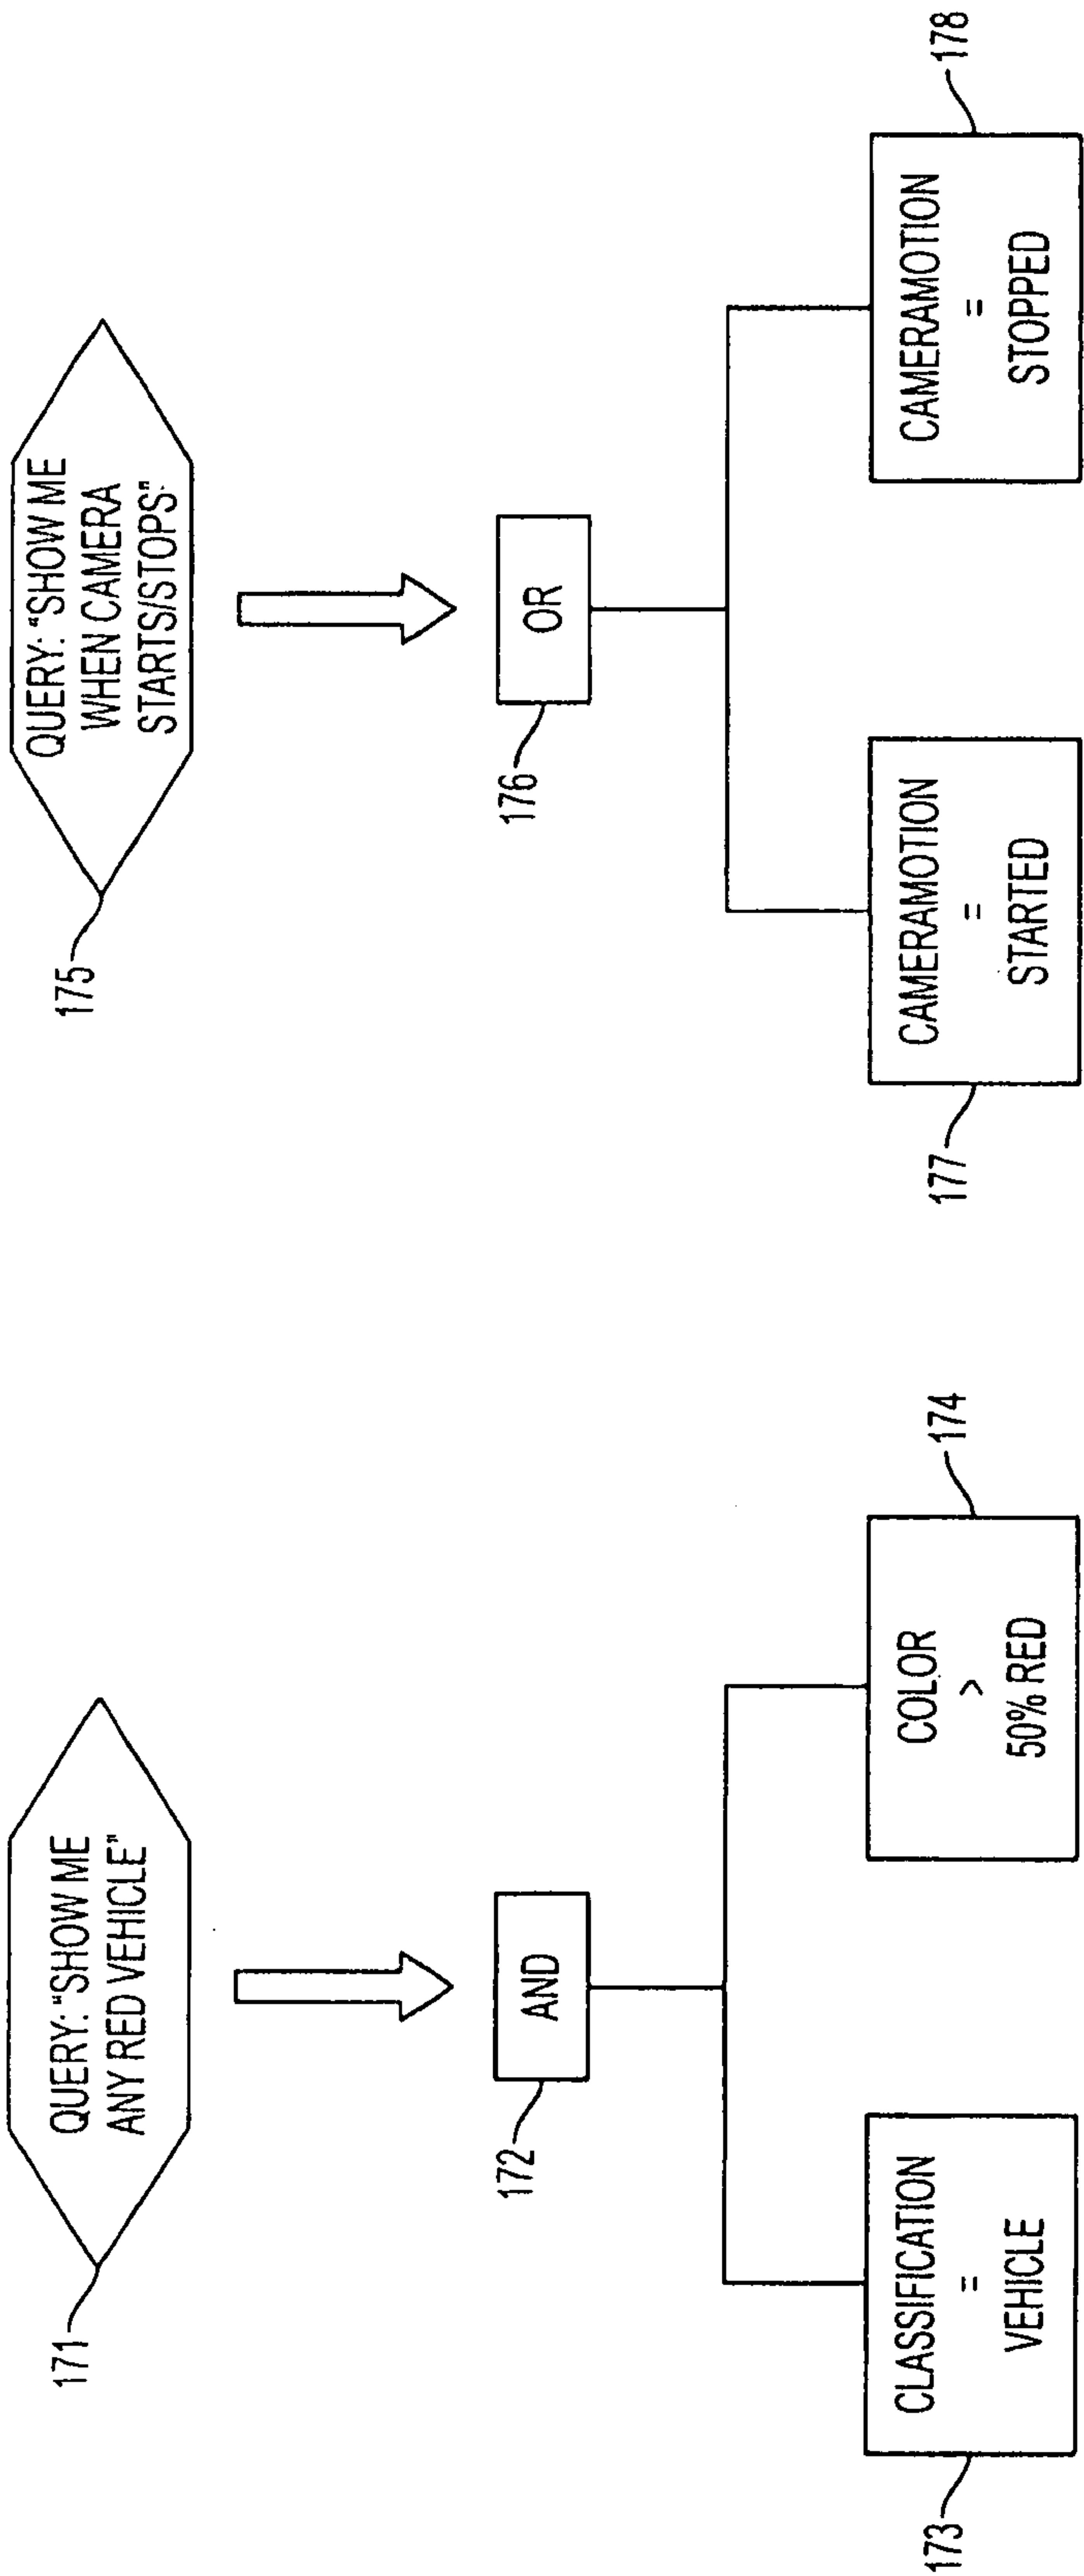 171
QUERY: "SHOW ME
ANY RED VEHICLE"
172
AND
173
CLASSIFICATION
=
VEHICLE
174
COLOR
>
50% RED
175
QUERY: "SHOW ME
WHEN CAMERA
STARTS/STOPS"
176
OR
177
CAMERAMOTION
=
STARTED
178
CAMERAMOTION
=
STOPPED